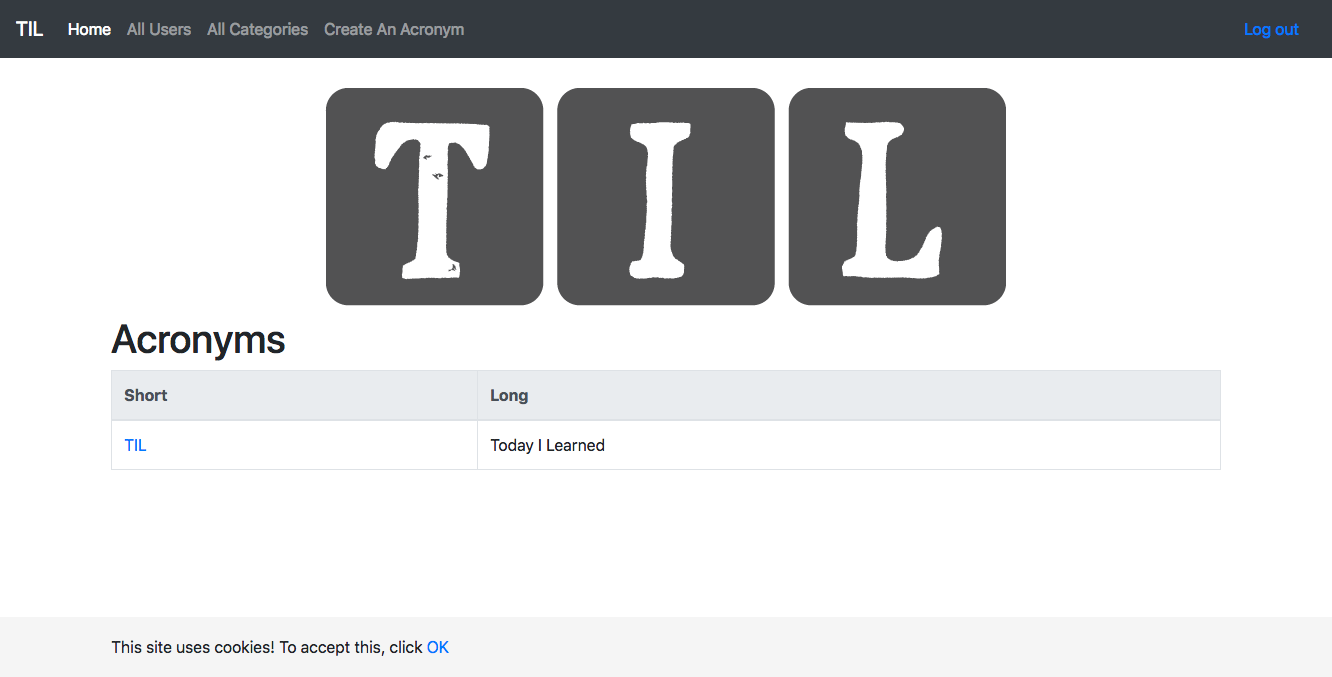 TIL Home All Users All Categories Create An Acronym Log out
TIL
Acronyms
Short Long
TIL Today I Learned
This site uses cookies! To accept this, click OK